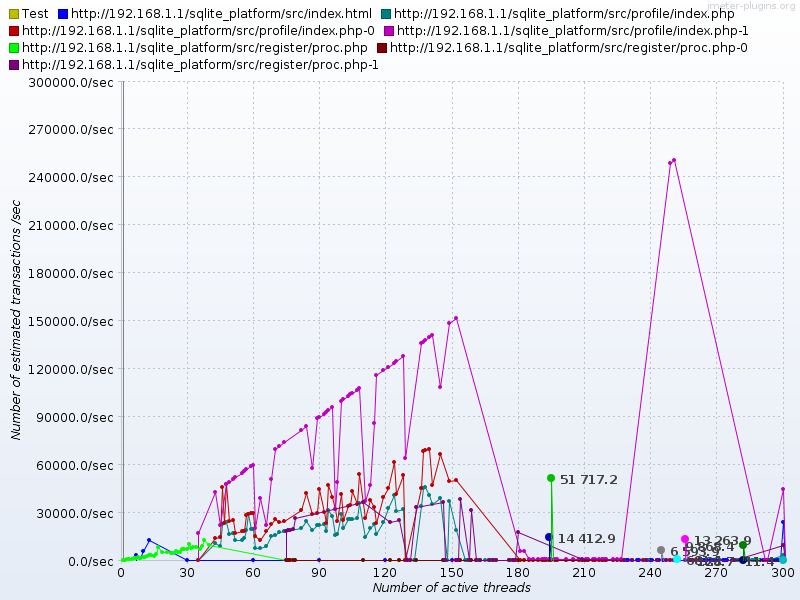 jmeter-plugins.org
Test http://192.168.1.1/sqlite_platform/src/index.html http://192.168.1.1/sqlite_platform/src/profile/index.php
http://192.168.1.1/sqlite_platform/src/profile/index.php-0 http://192.168.1.1/sqlite_platform/src/profile/index.php-1
http://192.168.1.1/sqlite_platform/src/register/proc.php http://192.168.1.1/sqlite_platform/src/register/proc.php-0
http://192.168.1.1/sqlite_platform/src/register/proc.php-1
300000.0/sec
270000.0/sec
240000.0/sec
210000.0/sec
180000.0/sec
150000.0/sec
120000.0/sec
90000.0/sec
60000.0/sec
30000.0/sec
0.0/sec
Number of estimated transactions /sec
51 717.2
14 412.9
13 263.9
0 30 60 90 120 150 180 210 240 270 300
Number of active threads